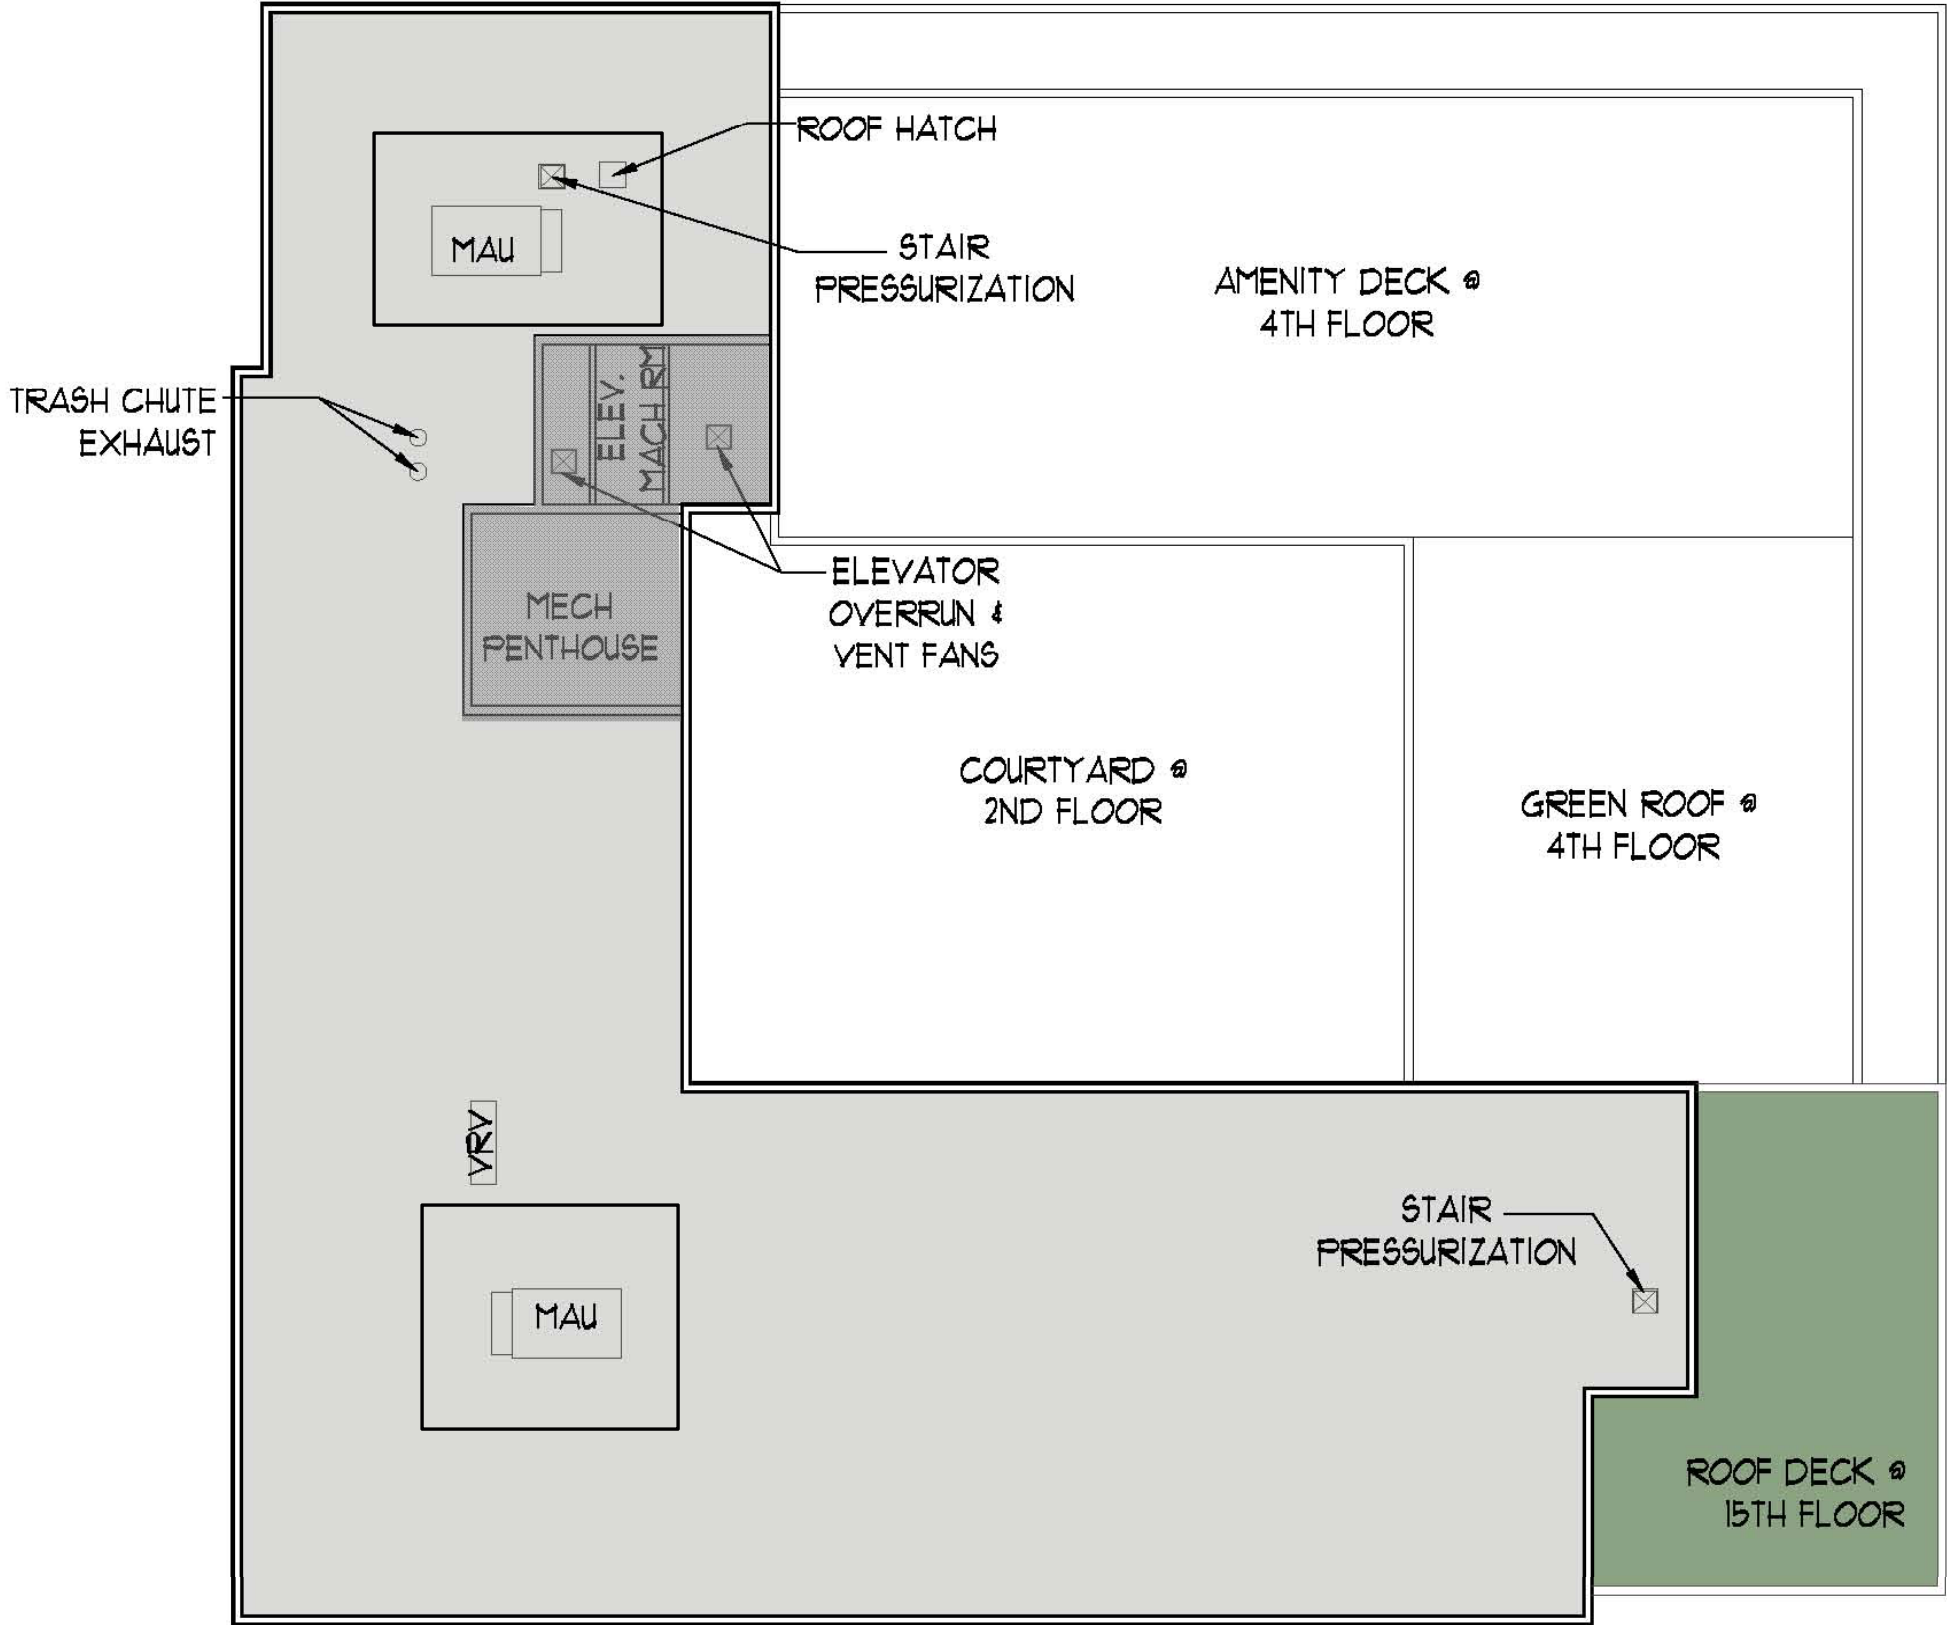 ROOF HATCH
MAU
STAIR
PRESSURIZATION
AMENITY DECK @
4TH FLOOR
TRASH CHUTE
EXHAUST
ELEV.
MACH RM
ELEVATOR
OVERRUN &
VENT FANS
MECH
PENTHOUSE
COURTYARD @
2ND FLOOR
GREEN ROOF @
4TH FLOOR
VRV
STAIR
PRESSURIZATION
MAU
ROOF DECK @
15TH FLOOR